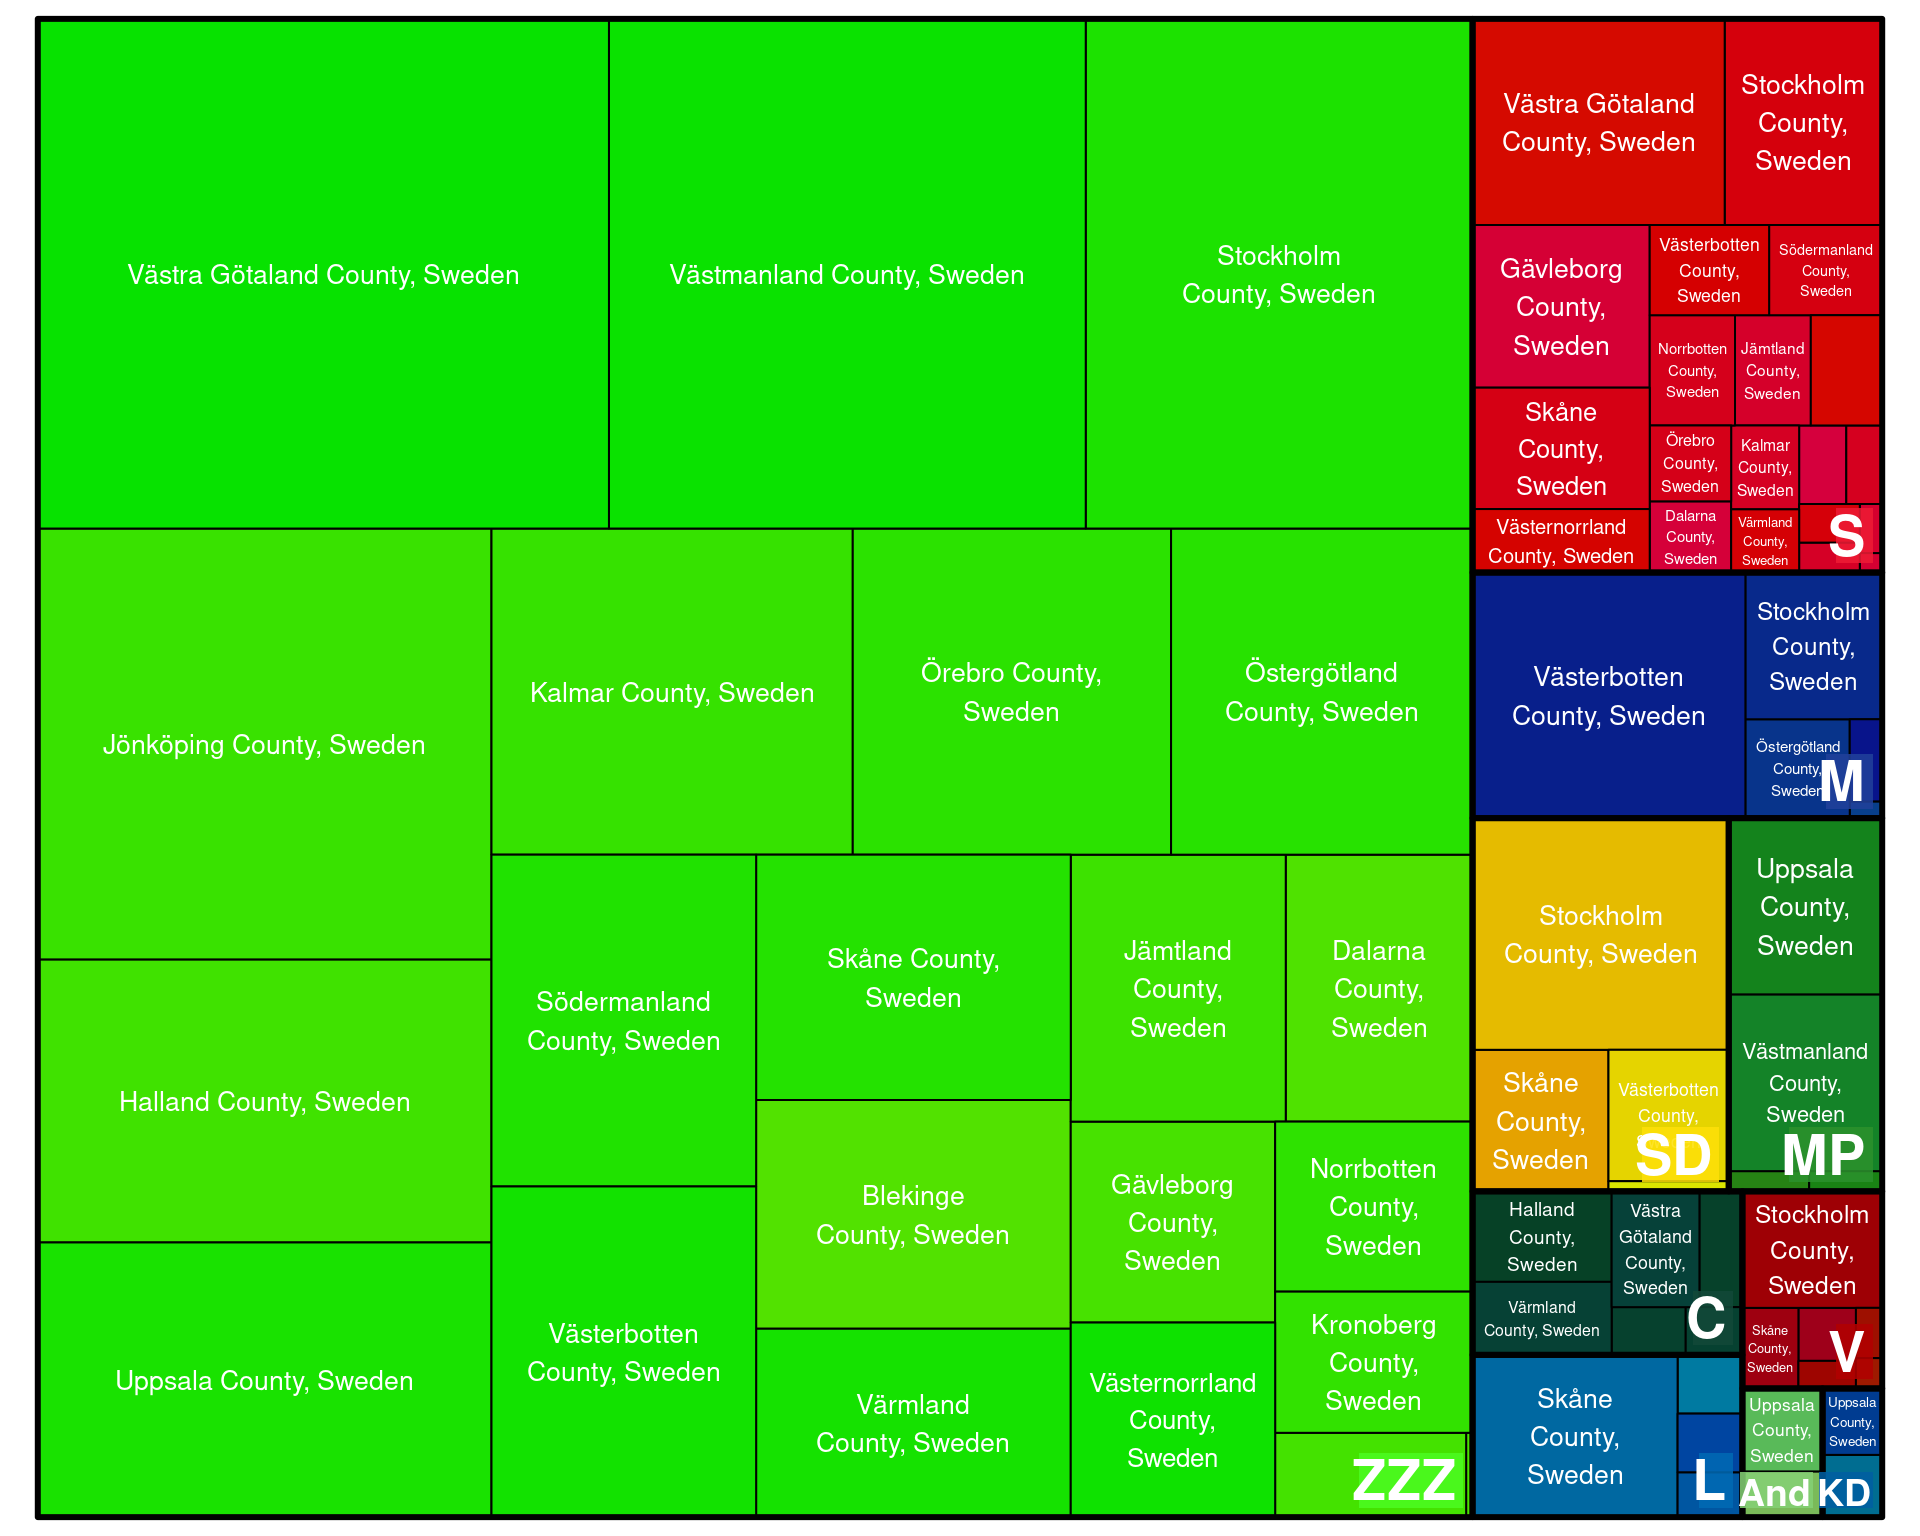 Västra Götaland County, Sweden
Västmanland County, Sweden
Stockholm
County, Sweden
Jönköping County, Sweden
Kalmar County, Sweden
Örebro County,
Sweden
Östergötland
County, Sweden
Halland County, Sweden
Uppsala County, Sweden
Södermanland
County, Sweden
Västerbotten
County, Sweden
Skåne County,
Sweden
Blekinge
County, Sweden
Värmland
County, Sweden
Jämtland
County,
Sweden
Dalarna
County,
Sweden
Gävleborg
County,
Sweden
Västernorrland
County,
Sweden
Norrbotten
County,
Sweden
Kronoberg
County,
Sweden
ZZZ
Västra Götaland
County, Sweden
Stockholm
County,
Sweden
Gävleborg
County,
Sweden
Skåne
County,
Sweden
Västernorrland
County, Sweden
Västerbotten
County,
Sweden
Södermanland
County,
Sweden
Norrbotten
County,
Sweden
Jämtland
County,
Sweden
Örebro
County,
Sweden
Dalarna
County,
Sweden
Kalmar
County,
Sweden
Värmland
County,
Sweden
S
Västerbotten
County, Sweden
Stockholm
County,
Sweden
Östergötland
County,
Sweden
M
Stockholm
County, Sweden
Skåne
County,
Sweden
Västerbotten
County,
SD
Uppsala
County,
Sweden
Västmanland
County,
Sweden
MP
Halland
County,
Sweden
Värmland
County, Sweden
Västra
Götaland
County,
Sweden
C
Stockholm
County,
Sweden
Skåne
County,
Sweden
V
Skåne
County,
Sweden
L
Uppsala
County,
Sweden
And
Uppsala
County,
Sweden
KD